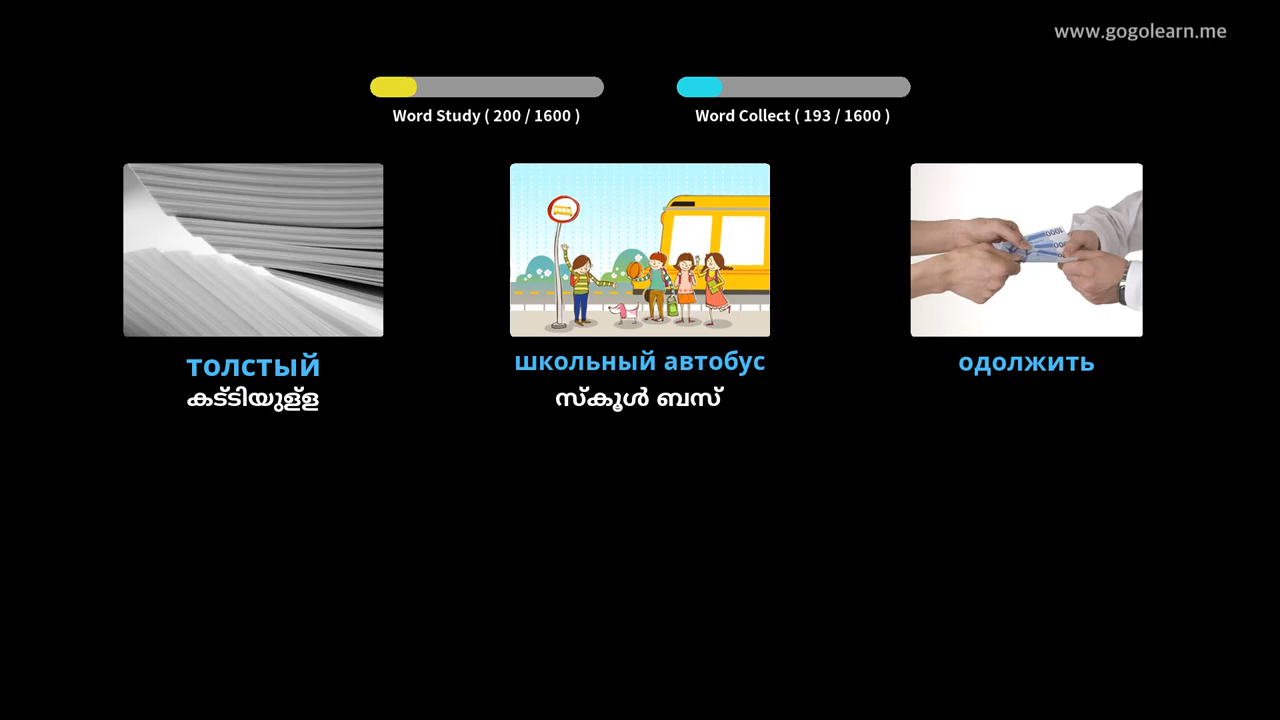 www.gogolearn.me
Word Study ( 200 / 1600 )
Word Collect ( 193 / 1600 )
толстый
കട്ടിയുള്ള
школьный автобус
സ്കൂൾ ബസ്
одолжить